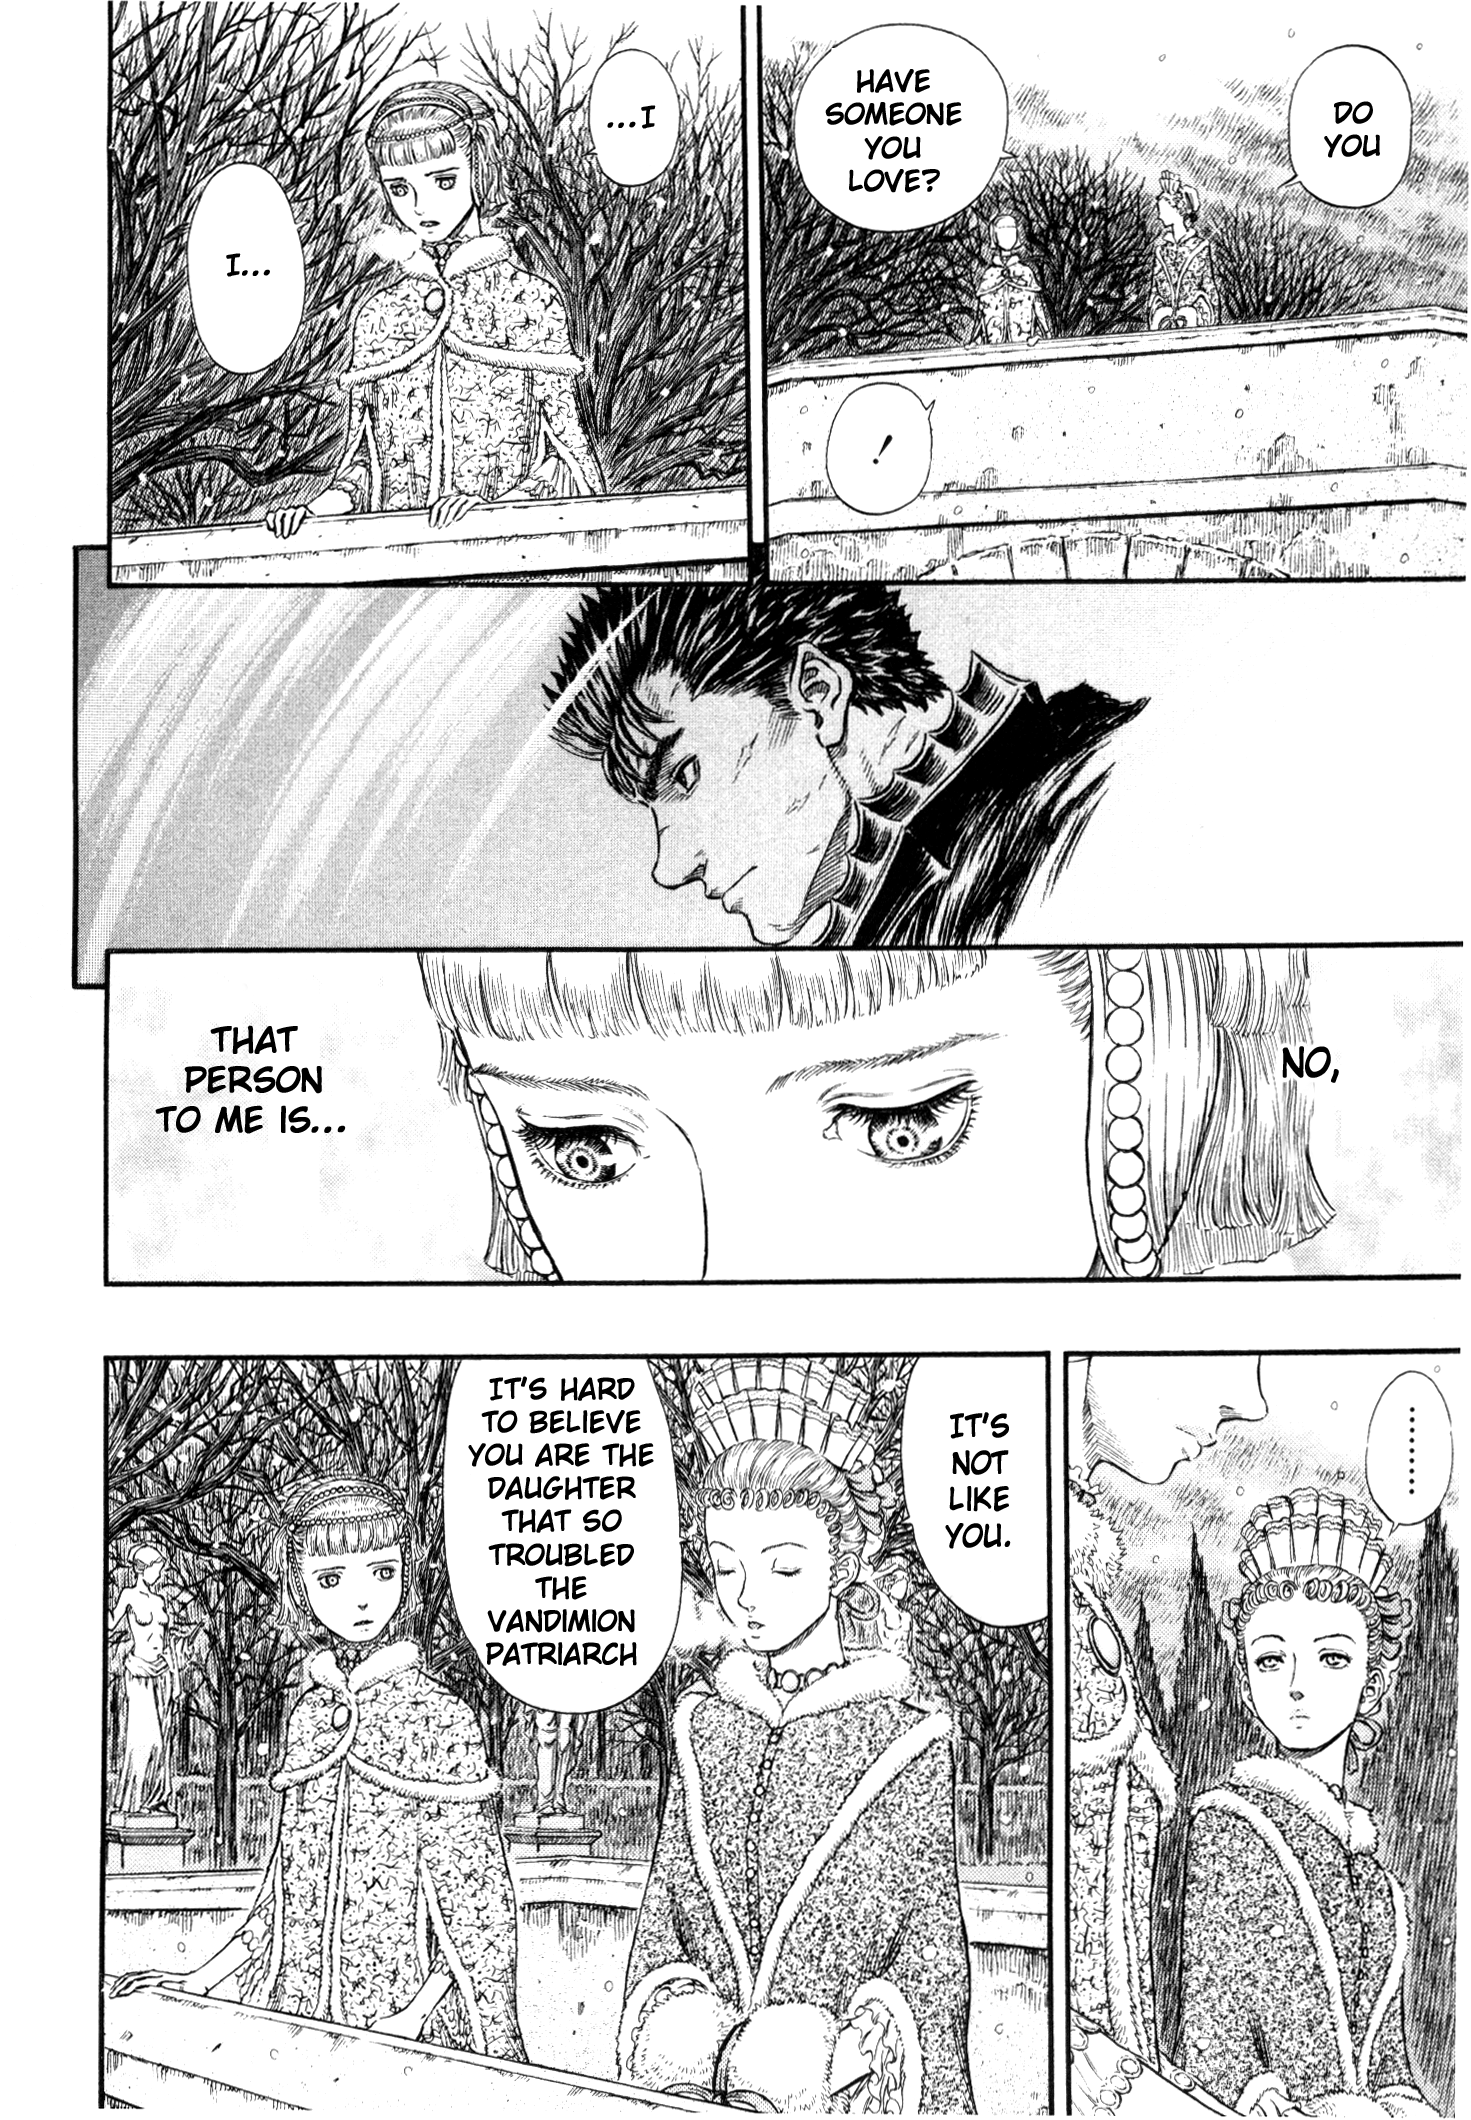 DO
YOU
HAVE
SOMEONE
YOU
LOVE?
!
...I
I...
NO,
THAT
PERSON
TO ME IS...
.........
IT'S
NOT
LIKE
YOU.
IT'S HARD
TO BELIEVE
YOU ARE THE
DAUGHTER
THAT SO
TROUBLED
THE
VANDIMION
PATRIARCH